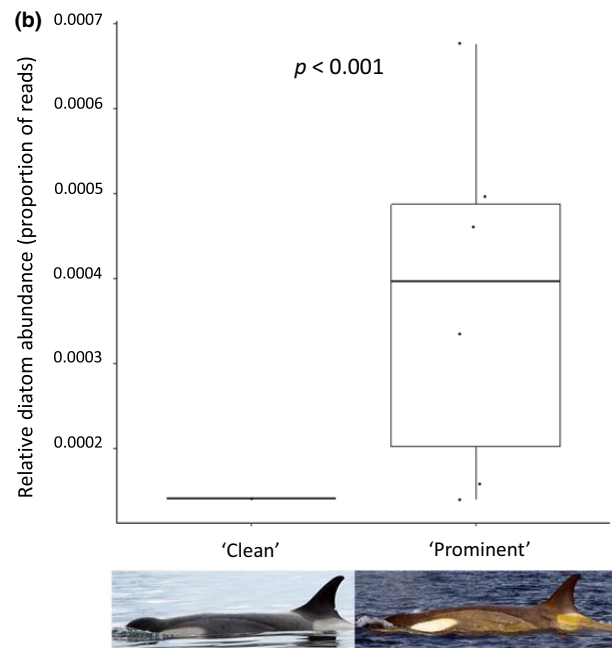 (b)
Relative diatom abundance (proportion of reads)
0.0007
0.0006
0.0005
0.0004
0.0003
0.0002
p < 0.001
‘Clean’ ‘Prominent’